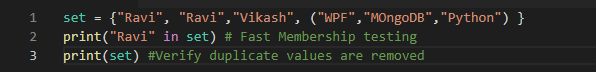 1 set = {"Ravi", "Ravi","Vikash", ("WPF","MOngoDB","Python") }
2 print("Ravi" in set) # Fast Membership testing
3 print(set) #Verify duplicate values are removed